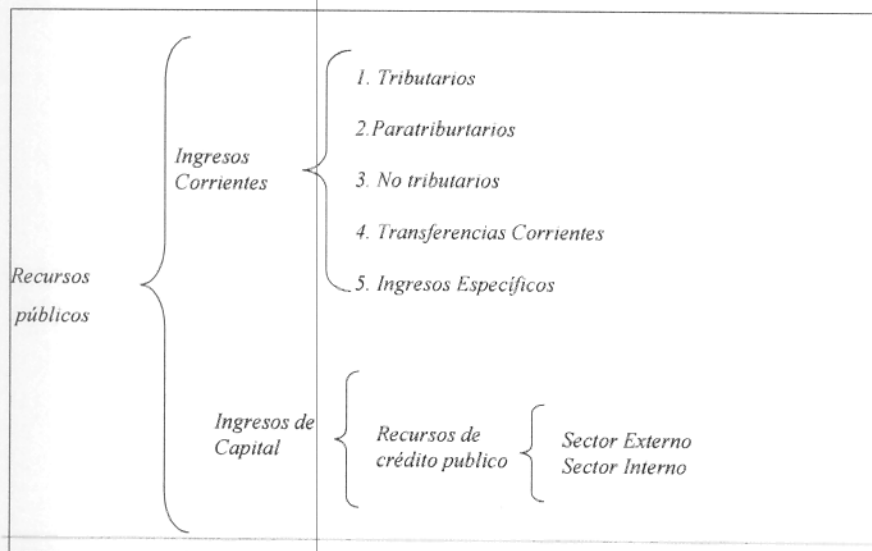 Recursos
públicos
Ingresos
Corrientes
1. Tributarios
2.Paratriburtarios
3. No tributarios
4. Transferencias Corrientes
5. Ingresos Específicos
Ingresos de
Capital
Recursos de
crédito publico
Sector Externo
Sector Interno